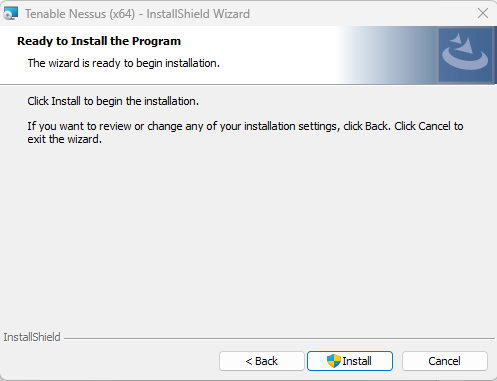 Tenable Nessus (x64) - InstallShield Wizard
Ready to Install the Program
The wizard is ready to begin installation.
Click Install to begin the installation.
If you want to review or change any of your installation settings, click Back. Click Cancel to
exit the wizard.
InstallShield
< Back
Install
Cancel